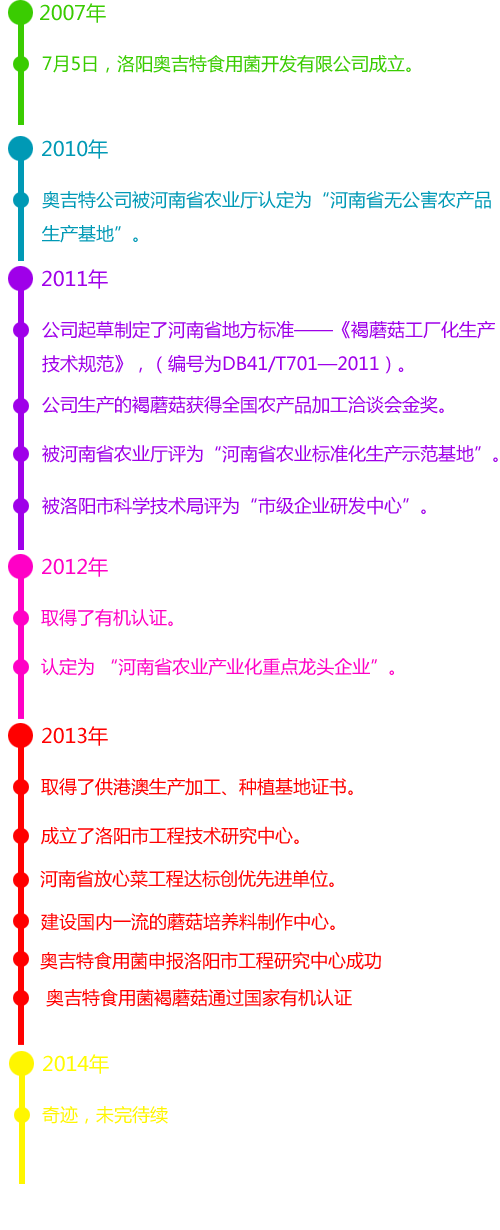 2007年
7月5日，洛阳奥吉特食用菌开发有限公司成立。
2010年
奥吉特公司被河南省农业厅认定为“河南省无公害农产品
生产基地”。
2011年
公司起草制定了河南省地方标准——《褐蘑菇工厂化生产
技术规范》，（编号为DB41/T701—2011）。
公司生产的褐蘑菇获得全国农产品加工洽谈会金奖。
被河南省农业厅评为“河南省农业标准化生产示范基地”。
被洛阳市科学技术局评为“市级企业研发中心”。
2012年
取得了有机认证。
认定为 “河南省农业产业化重点龙头企业”。
2013年
取得了供港澳生产加工、种植基地证书。
成立了洛阳市工程技术研究中心。
河南省放心菜工程达标创优先进单位。
建设国内一流的蘑菇培养料制作中心。
奥吉特食用菌申报洛阳市工程研究中心成功
奥吉特食用菌褐蘑菇通过国家有机认证
2014年
奇迹，未完待续